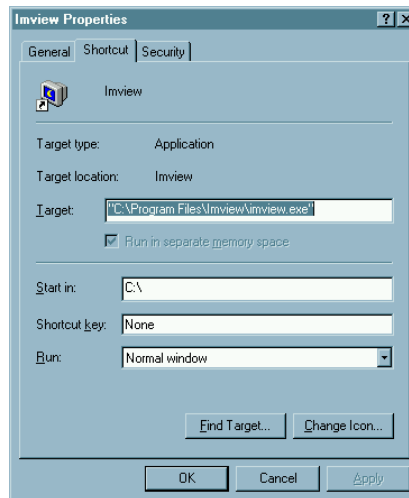 Imview Properties
General Shortcut Security
Imview
Target type: Application
Target location: Imview
Target: "C:\Program Files\Imview\imview.exe"
Run in separate memory space
Start in: C:\
Shortcut key: None
Run: Normal window
Find Target... Change Icon...
OK Cancel Apply